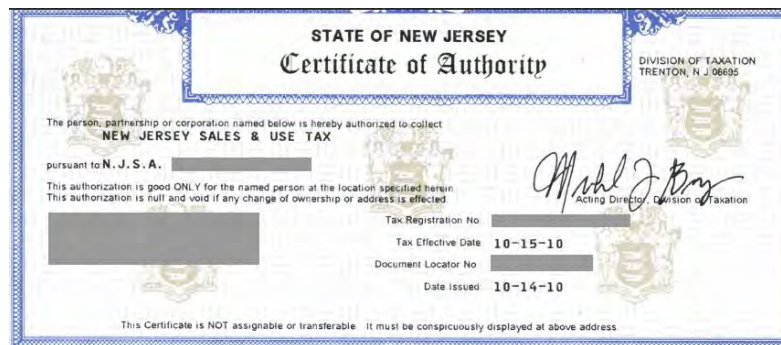 STATE OF NEW JERSEY
Certificate of Authority
DIVISION OF TAXATION
TRENTON, N J 08695
The person, partnership or corporation named below is hereby authorized to collect
NEW JERSEY SALES & USE TAX
pursuant to N.J.S.A.
This authorization is good ONLY for the named person at the location specified herein
This authorization is null and void if any change of ownership or address is effected
Acting Director, Division of Taxation
Tax Registration No
Tax Effective Date 10-15-10
Document Locator No
Date Issued 10-14-10
This Certificate is NOT assignable or transferable. It must be conspicuously displayed at above address.